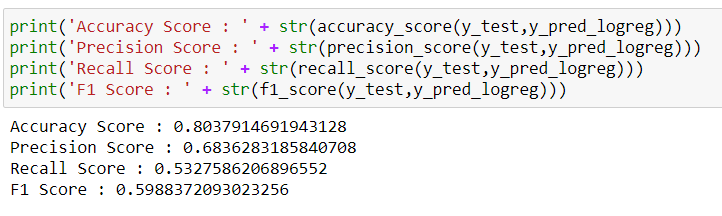 print('Accuracy Score : ' + str(accuracy_score(y_test,y_pred_logreg)))
print('Precision Score : ' + str(precision_score(y_test,y_pred_logreg)))
print('Recall Score : ' + str(recall_score(y_test,y_pred_logreg)))
print('F1 Score : ' + str(f1_score(y_test,y_pred_logreg)))
Accuracy Score : 0.8037914691943128
Precision Score : 0.6836283185840708
Recall Score : 0.5327586206896552
F1 Score : 0.5988372093023256